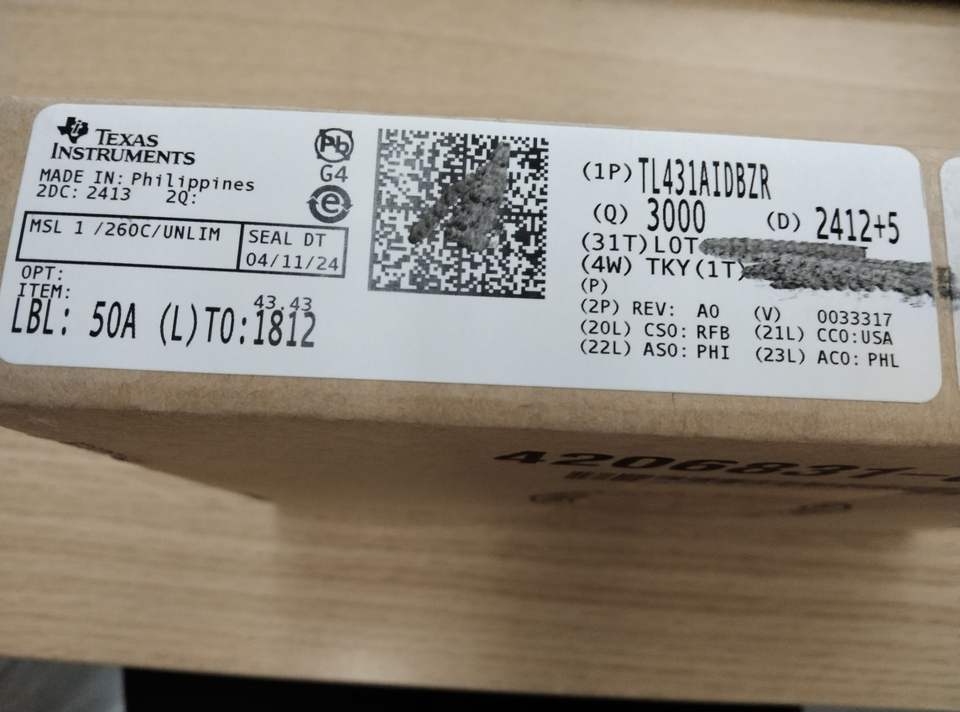 TEXAS
INSTRUMENTS
MADE IN: Philippines
2DC: 2413 2Q:
MSL 1 /260C/UNLIM
SEAL DT
04/11/24
OPT:
ITEM:
43.43
LBL: 50A (L)TO:1812
Pb
G4
e
(1P) TL431AIDBZR
(Q) 3000 (D) 2412+5
(31T)LOT
(4W) TKY(1T)
(P)
(2P) REV: A0 (V) 0033317
(20L) CSO: RFB (21L) CCO:USA
(22L) ASO: PHI (23L) ACO: PHL
4206831-